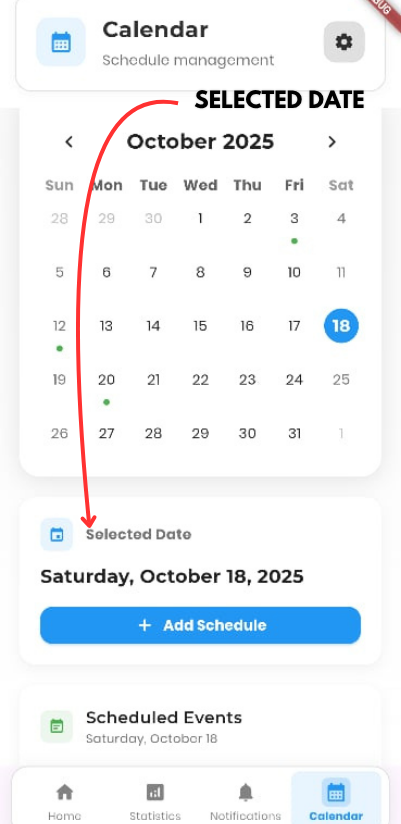 Calendar
Schedule management
BUG
SELECTED DATE
October 2025
Sun Mon Tue Wed Thu Fri Sat
28 29 30 1 2 3 4
5 6 7 8 9 10 11
12 13 14 15 16 17 18
19 20 21 22 23 24 25
26 27 28 29 30 31 1
Selected Date
Saturday, October 18, 2025
+ Add Schedule
Scheduled Events
Saturday, October 18
Home Statistics Notifications Calendar